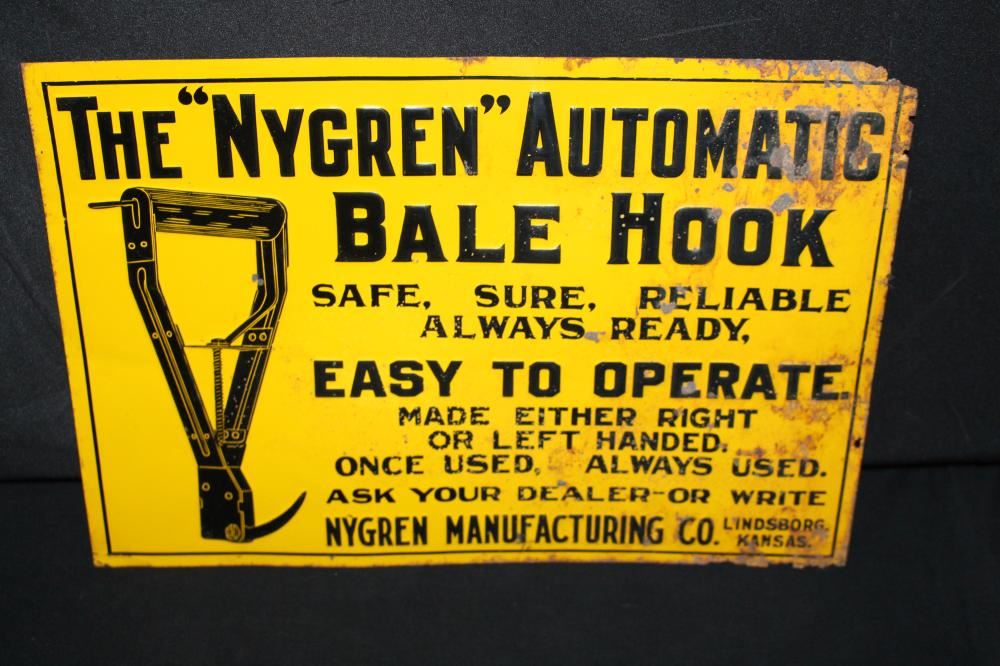 THE "NYGREN" AUTOMATIC
BALE HOOK
SAFE, SURE, RELIABLE
ALWAYS READY,
EASY TO OPERATE.
MADE EITHER RIGHT
OR LEFT HANDED.
ONCE USED, ALWAYS USED.
ASK YOUR DEALER-OR WRITE
NYGREN MANUFACTURING CO. LINDSBORG,
KANSAS.